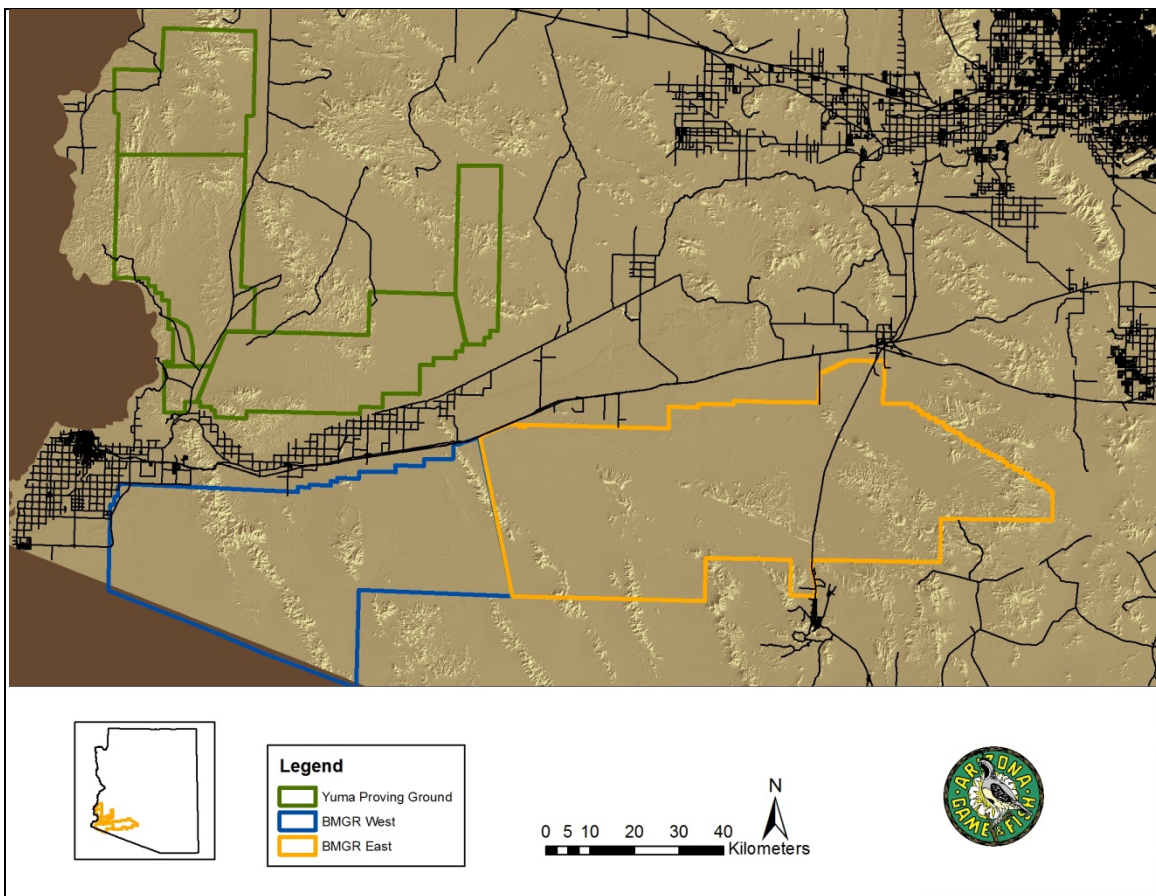 Legend
Yuma Proving Ground
BMGR West
BMGR East
N
0 5 10 20 30 40
Kilometers
ARIZONA
GAME & FISH